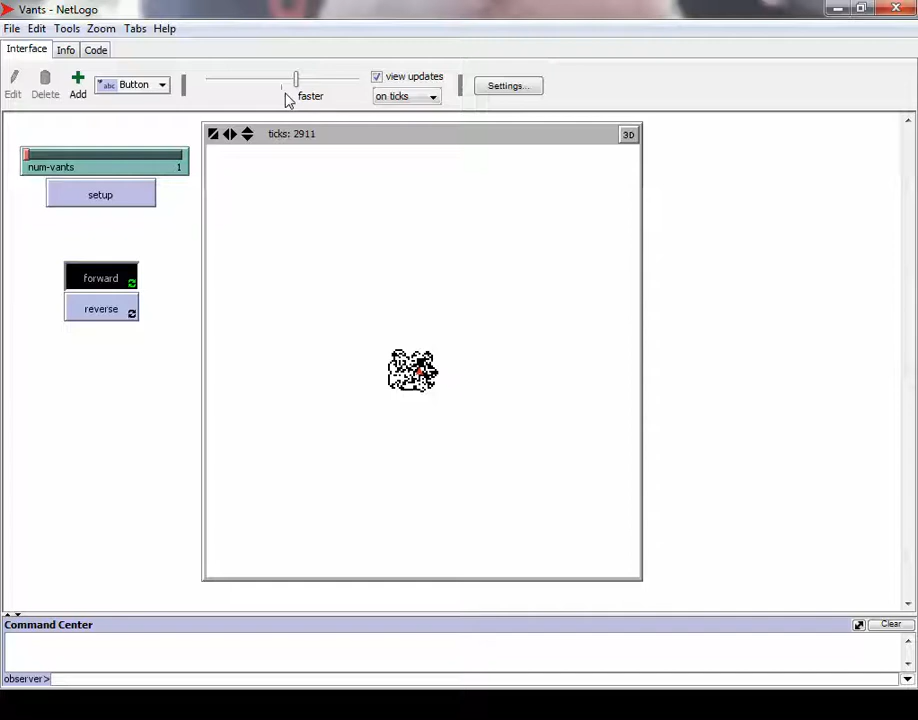 Vants - NetLogo
File Edit Tools Zoom Tabs Help
Interface Info Code
Edit Delete Add abc Button faster view updates on ticks Settings...
ticks: 2911 3D
num-vants 1
setup
forward
reverse
Command Center Clear
observer>